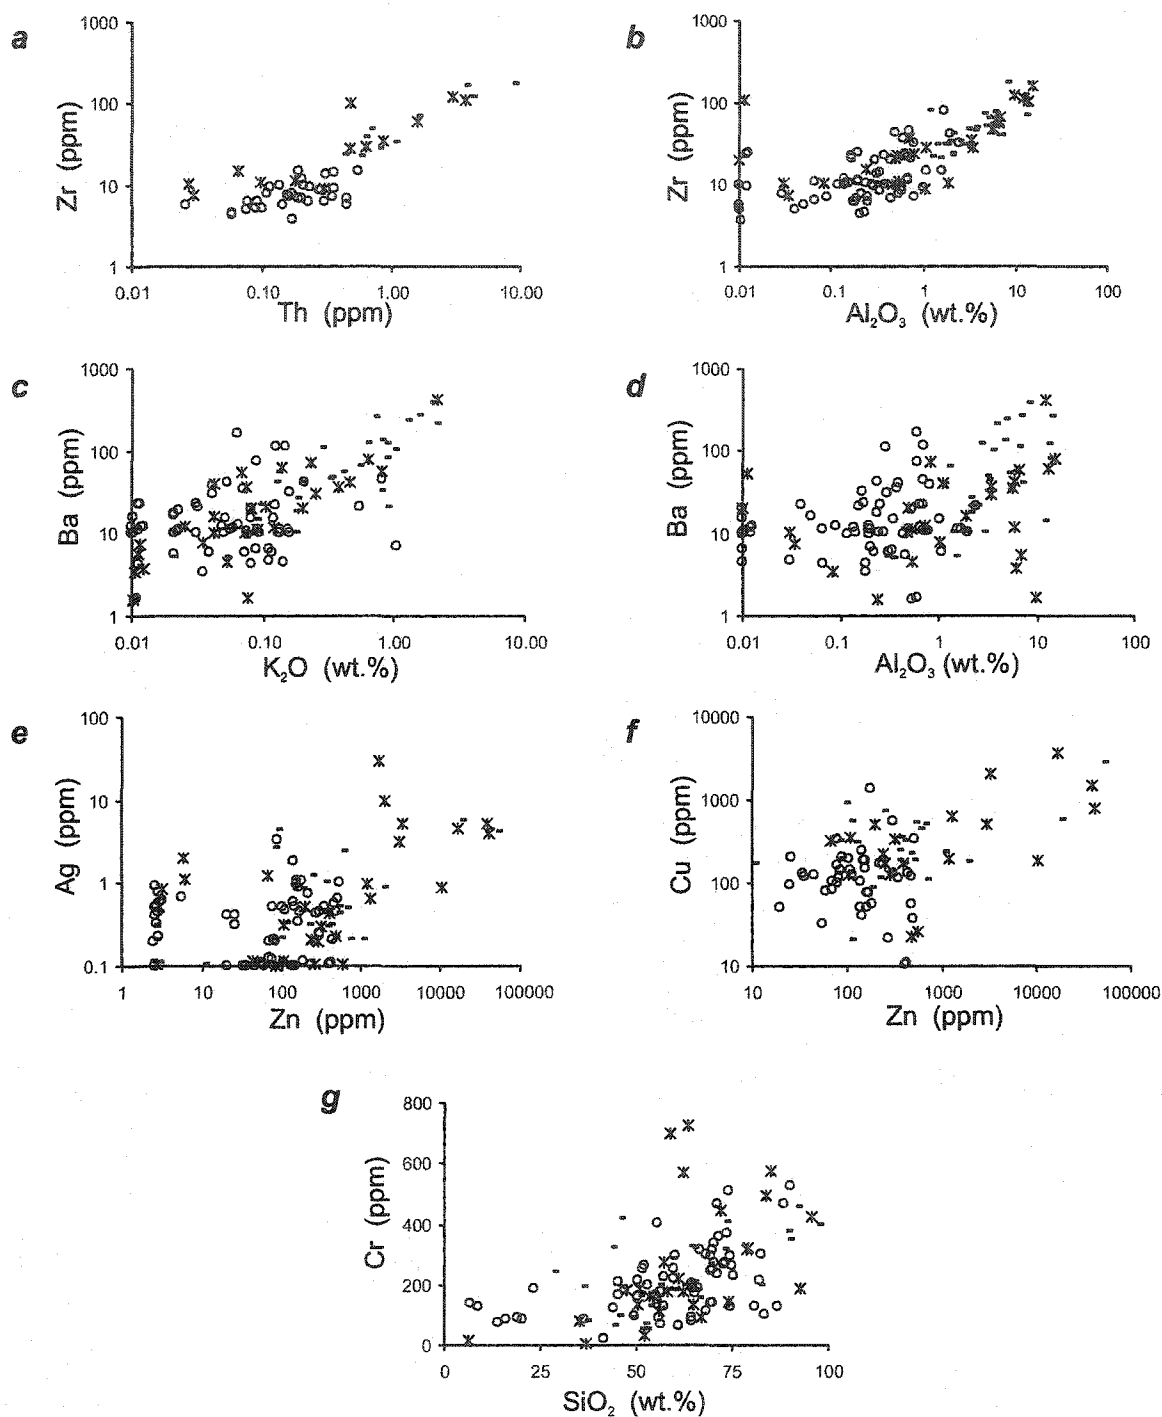 a
1000
100
10
1
Zr (ppm)
0.01 0.10 1.00 10.00
Th (ppm)
b
1000
100
10
1
Zr (ppm)
0.01 0.1 1 10 100
Al₂O₃ (wt.%)
c
1000
100
10
1
Ba (ppm)
0.01 0.10 1.00 10.00
K₂O (wt.%)
d
1000
100
10
1
Ba (ppm)
0.01 0.1 1 10 100
Al₂O₃ (wt.%)
e
100
10
1
0.1
Ag (ppm)
1 10 100 1000 10000 100000
Zn (ppm)
f
10000
1000
100
10
Cu (ppm)
10 100 1000 10000 100000
Zn (ppm)
g
800
600
400
200
0
Cr (ppm)
0 25 50 75 100
SiO₂ (wt.%)